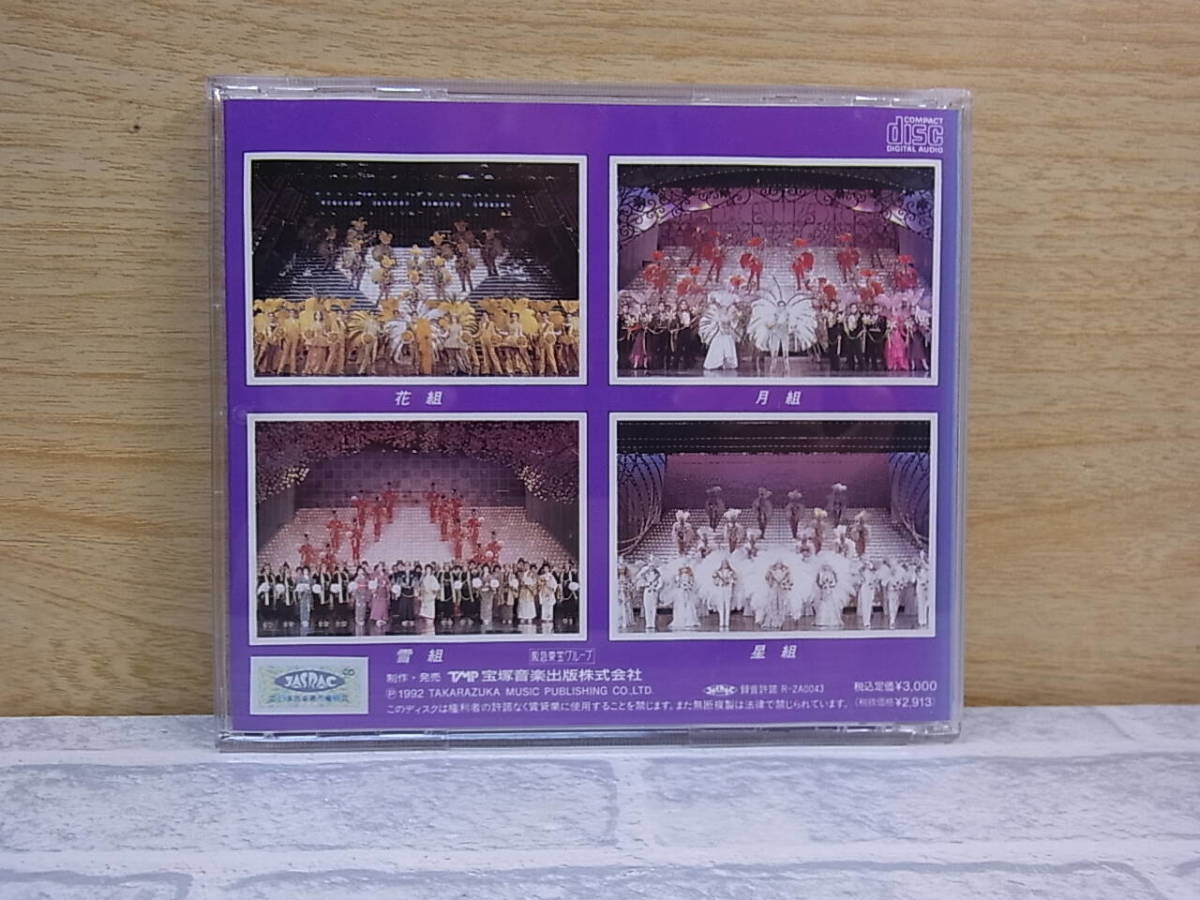 COMPACT
disc
DIGITAL AUDIO
花組
月組
雪組
星組
阪急東宝グループ
JASRAC
制作・発売 TMP 宝塚音楽出版株式会社
Ⓟ1992 TAKARAZUKA MUSIC PUBLISHING CO.,LTD.
JASRAC 録音許諾 R-ZA0043
税込定価¥3,000
(税抜価格¥2,913)
このディスクは権利者の許諾なく賃貸業に使用することを禁じます。また無断複製は法律で禁じられています。